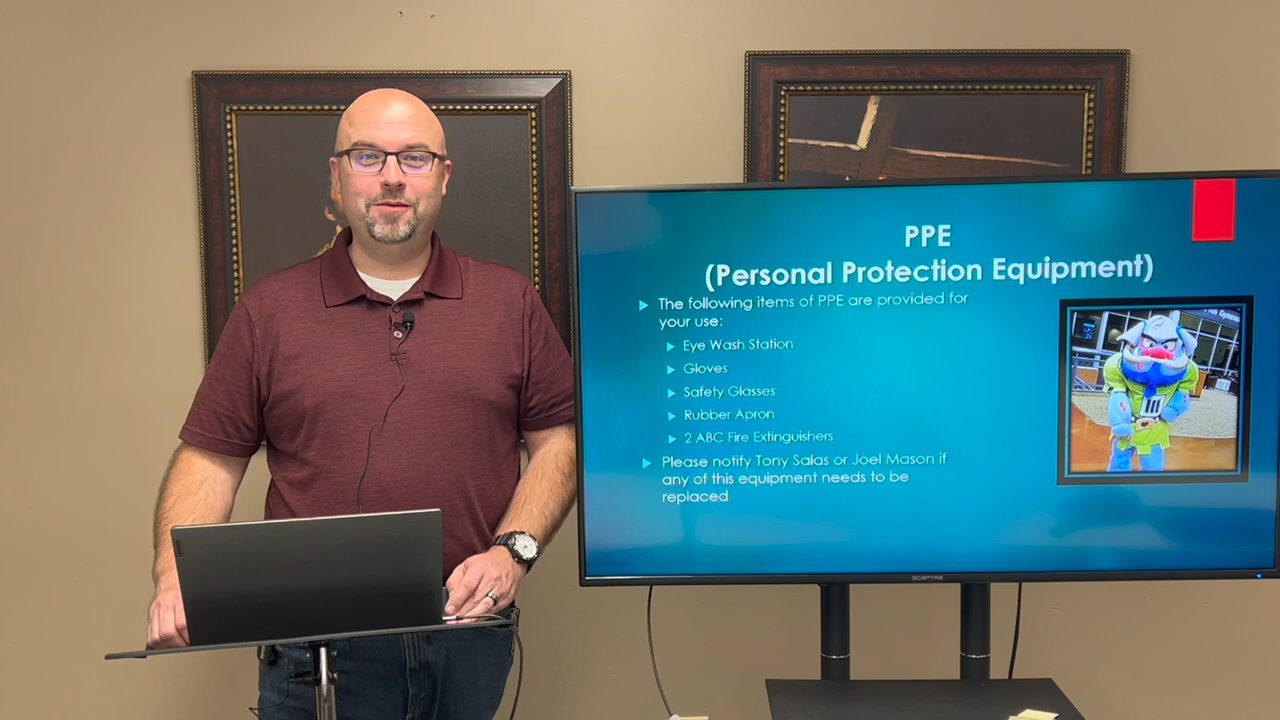 PPE
(Personal Protection Equipment)
The following items of PPE are provided for
your use:
Eye Wash Station
Gloves
Safety Glasses
Rubber Apron
2 ABC Fire Extinguishers
Please notify Tony Salas or Joel Mason if
any of this equipment needs to be
replaced
SCEPTRE